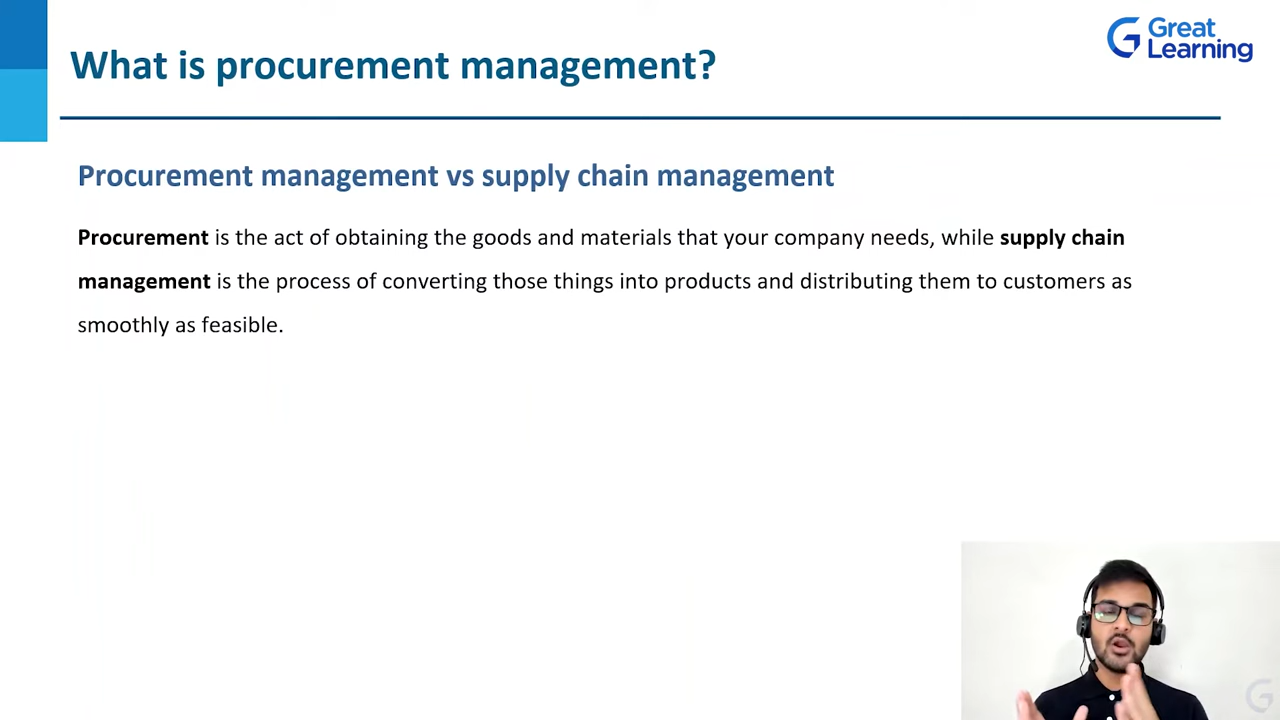 What is procurement management?
Great
Learning
Procurement management vs supply chain management
Procurement is the act of obtaining the goods and materials that your company needs, while supply chain
management is the process of converting those things into products and distributing them to customers as
smoothly as feasible.